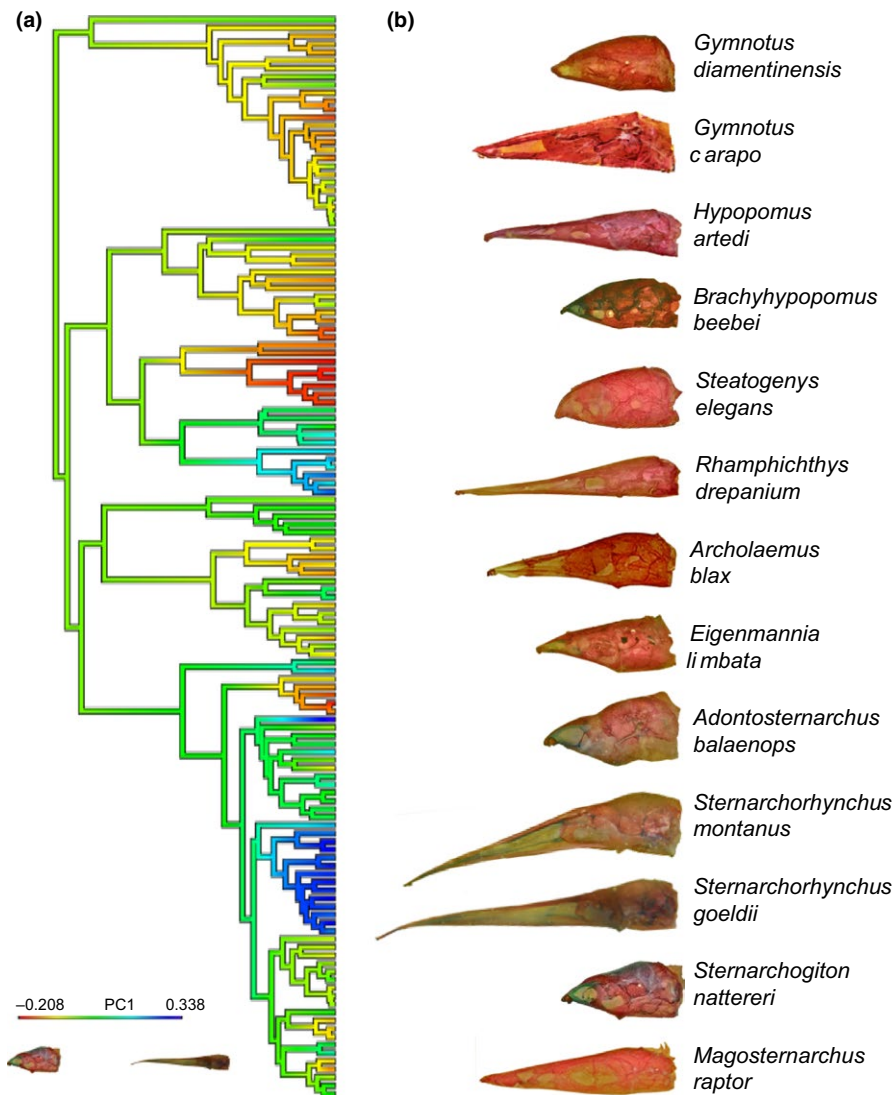 (a)
(b)
Gymnotus
diamentinensis
Gymnotus
c arapo
Hypopomus
artedi
Brachyhypopomus
beebei
Steatogenys
elegans
Rhamphichthys
drepanium
Archolaemus
blax
Eigenmannia
li mbata
Adontosternarchus
balaenops
Sternarchorhynchus
montanus
Sternarchorhynchus
goeldii
Sternarchogiton
nattereri
Magosternarchus
raptor
–0.208 PC1 0.338